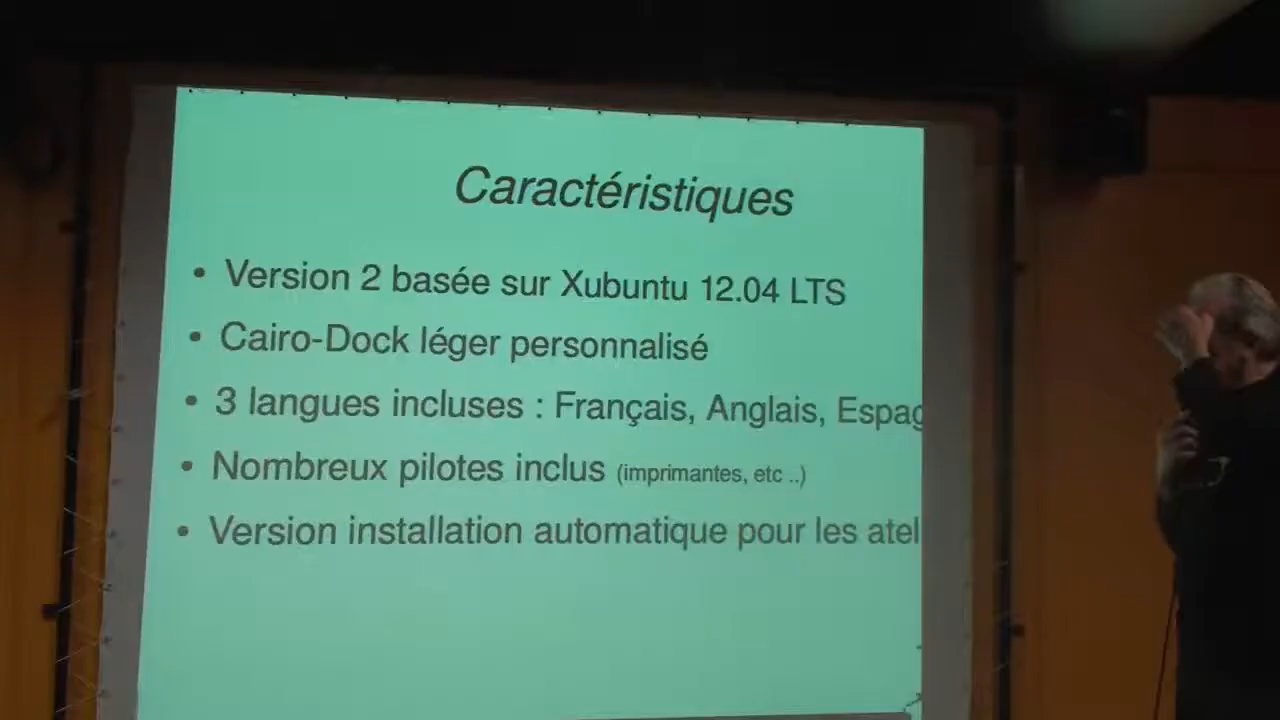 Caractéristiques
• Version 2 basée sur Xubuntu 12.04 LTS
• Cairo-Dock léger personnalisé
• 3 langues incluses : Français, Anglais, Espag
• Nombreux pilotes inclus (imprimantes, etc ..)
• Version installation automatique pour les atel